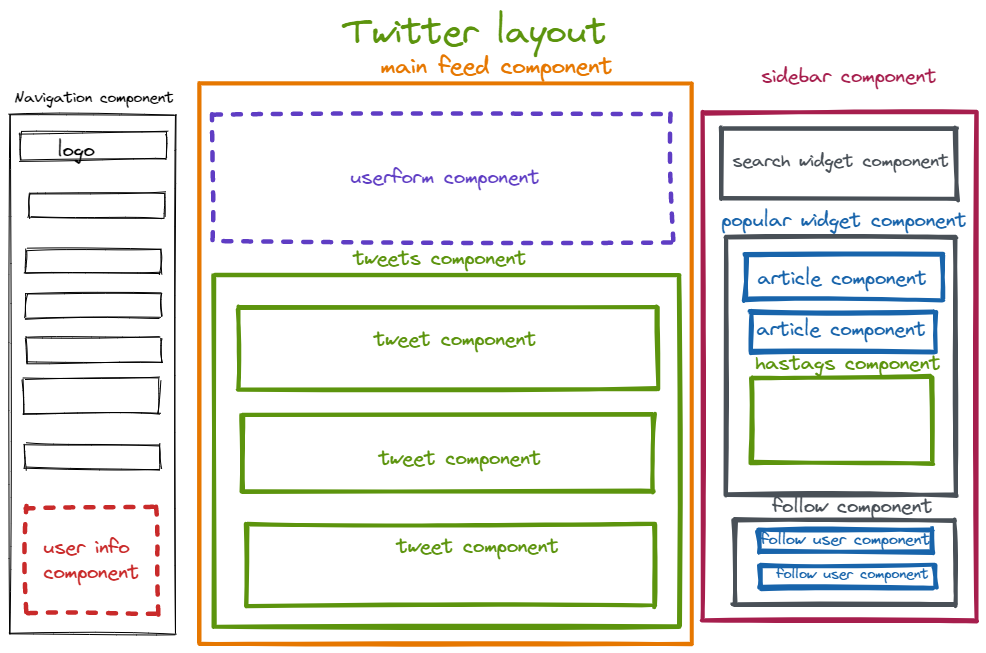 Twitter layout
main feed component
sidebar component
Navigation component
logo
user info
component
userform component
tweets component
tweet component
tweet component
tweet component
search widget component
popular widget component
article component
article component
hastags component
follow component
follow user component
follow user component